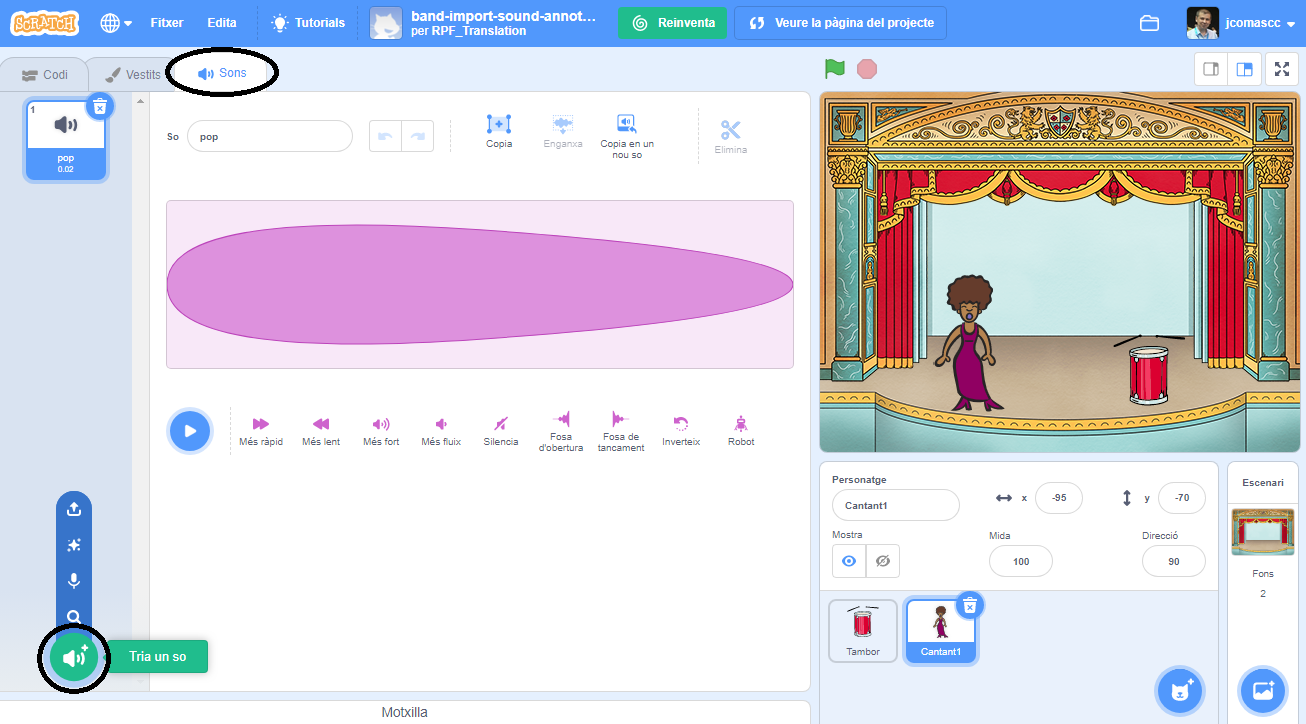 SCRATCH
Fitxer
Edita
Tutorials
band-import-sound-annot...
per RPF_Translation
Reinventa
Veure la pàgina del projecte
jcomascc
Codi
Vestits
Sons
1
pop
0.02
So
pop
Copia
Enganxa
Copia en un
nou so
Elimina
Més ràpid
Més lent
Més fort
Més fluix
Silencia
Fosa
d'obertura
Fosa de
tancament
Inverteix
Robot
Tria un so
Motxilla
Personatge
Cantant1
x
-95
y
-70
Mostra
Mida
100
Direcció
90
Tambor
Cantant1
Escenari
Fons
2